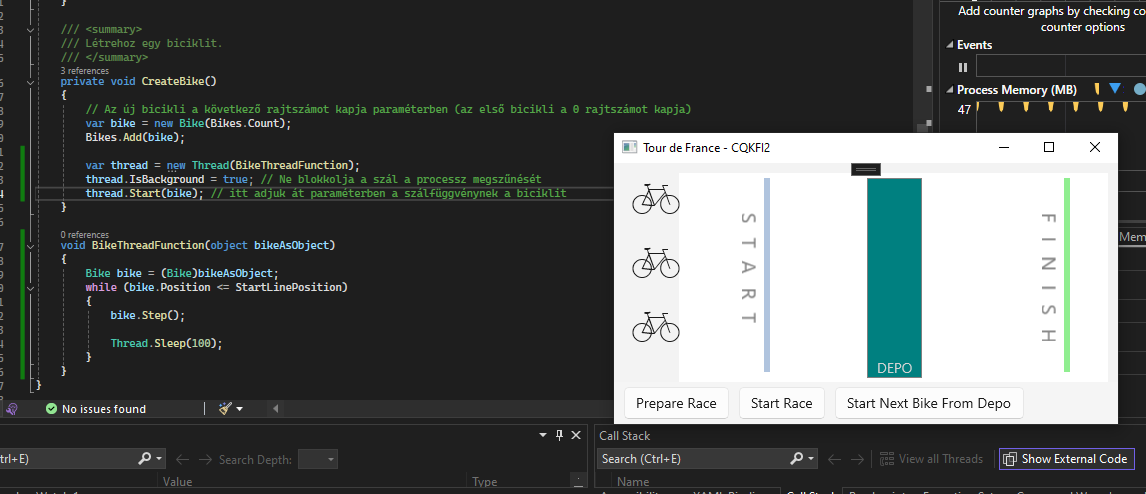 }
/// <summary>
/// Létrehoz egy biciklit.
/// </summary>
3 references
private void CreateBike()
{
// Az új bicikli a következő rajtszámot kapja paraméterben (az első bicikli a 0 rajtszámot kapja)
var bike = new Bike(Bikes.Count);
Bikes.Add(bike);
var thread = new Thread(BikeThreadFunction);
thread.IsBackground = true; // Ne blokkolja a szál a processz megszűnését
thread.Start(bike); // itt adjuk át paraméterben a szálfüggvénynek a biciklit
}
0 references
void BikeThreadFunction(object bikeAsObject)
{
Bike bike = (Bike)bikeAsObject;
while (bike.Position <= StartLinePosition)
{
bike.Step();
Thread.Sleep(100);
}
}
}
No issues found
Add counter graphs by checking co
counter options
Events
Process Memory (MB)
47
Tour de France - CQKFI2
START
DEPO
FINISH
Prepare Race
Start Race
Start Next Bike From Depo
Mem
trl+E)
Search Depth:
Value
Type
Call Stack
Search (Ctrl+E)
View all Threads
Show External Code
Name